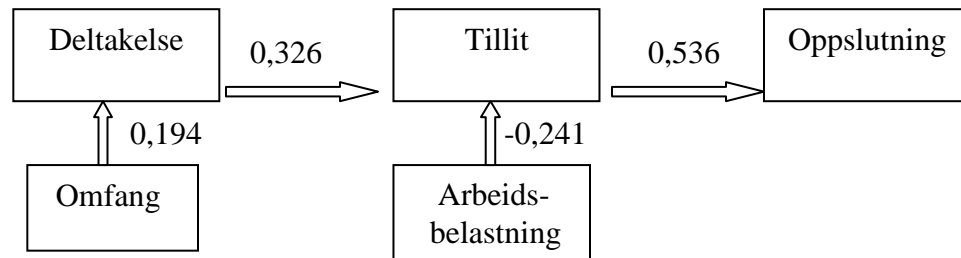 Deltakelse
0,326
Tillit
0,536
Oppslutning
0,194
-0,241
Omfang
Arbeids-
belastning